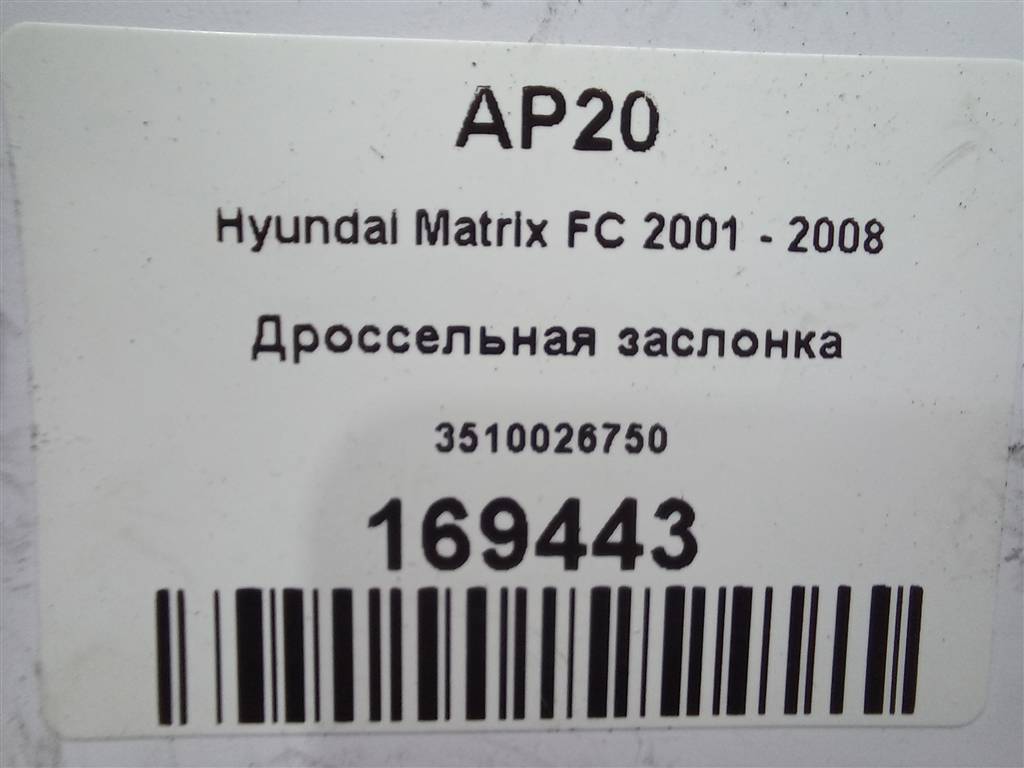 AP20
Hyundai Matrix FC 2001 - 2008
Дроссельная заслонка
3510026750
169443